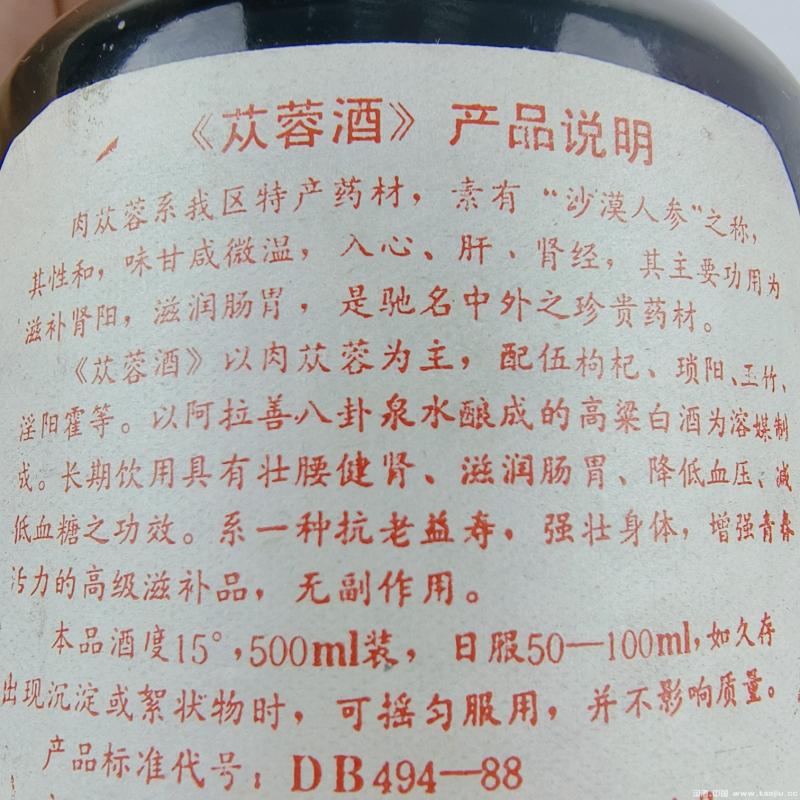 《苁蓉酒》产品说明
肉苁蓉系我区特产药材，素有“沙漠人参”之称，
其性和，味甘咸微温，入心、肝、肾经，其主要功用为
滋补肾阳，滋润肠胃，是驰名中外之珍贵药材。
《苁蓉酒》以肉苁蓉为主，配伍枸杞、琐阳、玉竹、
淫阳霍等。以阿拉善八卦泉水酿成的高粱白酒为溶媒制
成。长期饮用具有壮腰健肾、滋润肠胃、降低血压、减
低血糖之功效。系一种抗老益寿，强壮身体，增强青春
活力的高级滋补品，无副作用。
本品酒度15°,500ml装，日服50—100ml,如久存
出现沉淀或絮状物时，可摇匀服用，并不影响质量。
产品标准代号：DB494—88